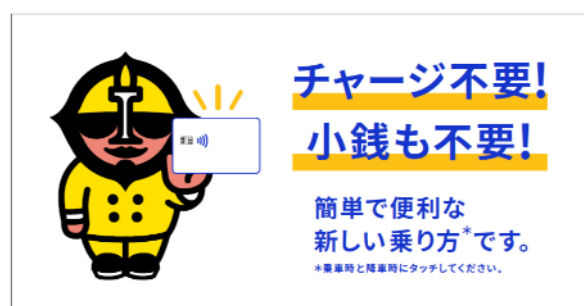 チャージ不要!
小銭も不要!
簡単で便利な
新しい乗り方*です。
*乗車時と降車時にタッチしてください。
I